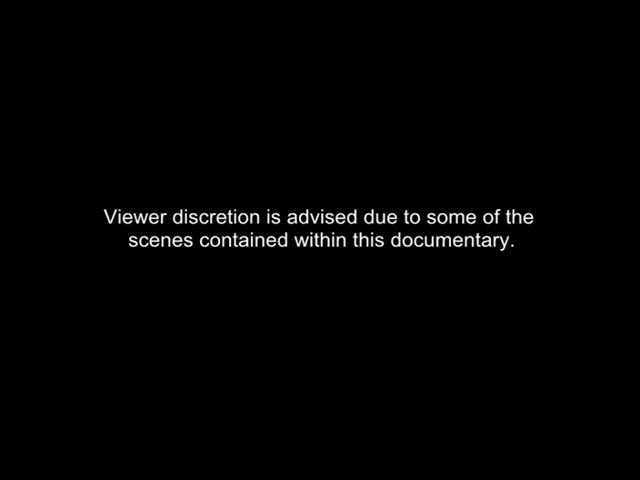 Viewer discretion is advised due to some of the
scenes contained within this documentary.